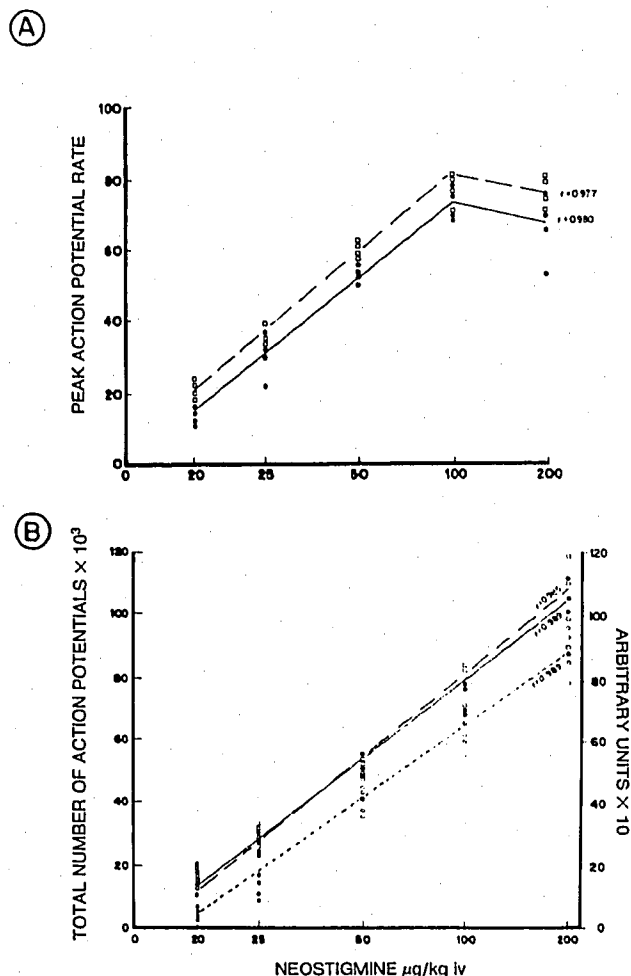 A
PEAK ACTION POTENTIAL RATE
100
80
60
40
20
0
r=0.977
r=0.980
0 20 25 50 100 200
B
TOTAL NUMBER OF ACTION POTENTIALS × 10³
120
100
80
60
40
20
0
120
100
80
60
40
20
0
ARBITRARY UNITS × 10
0 20 25 50 100 200
NEOSTIGMINE µg/kg iv